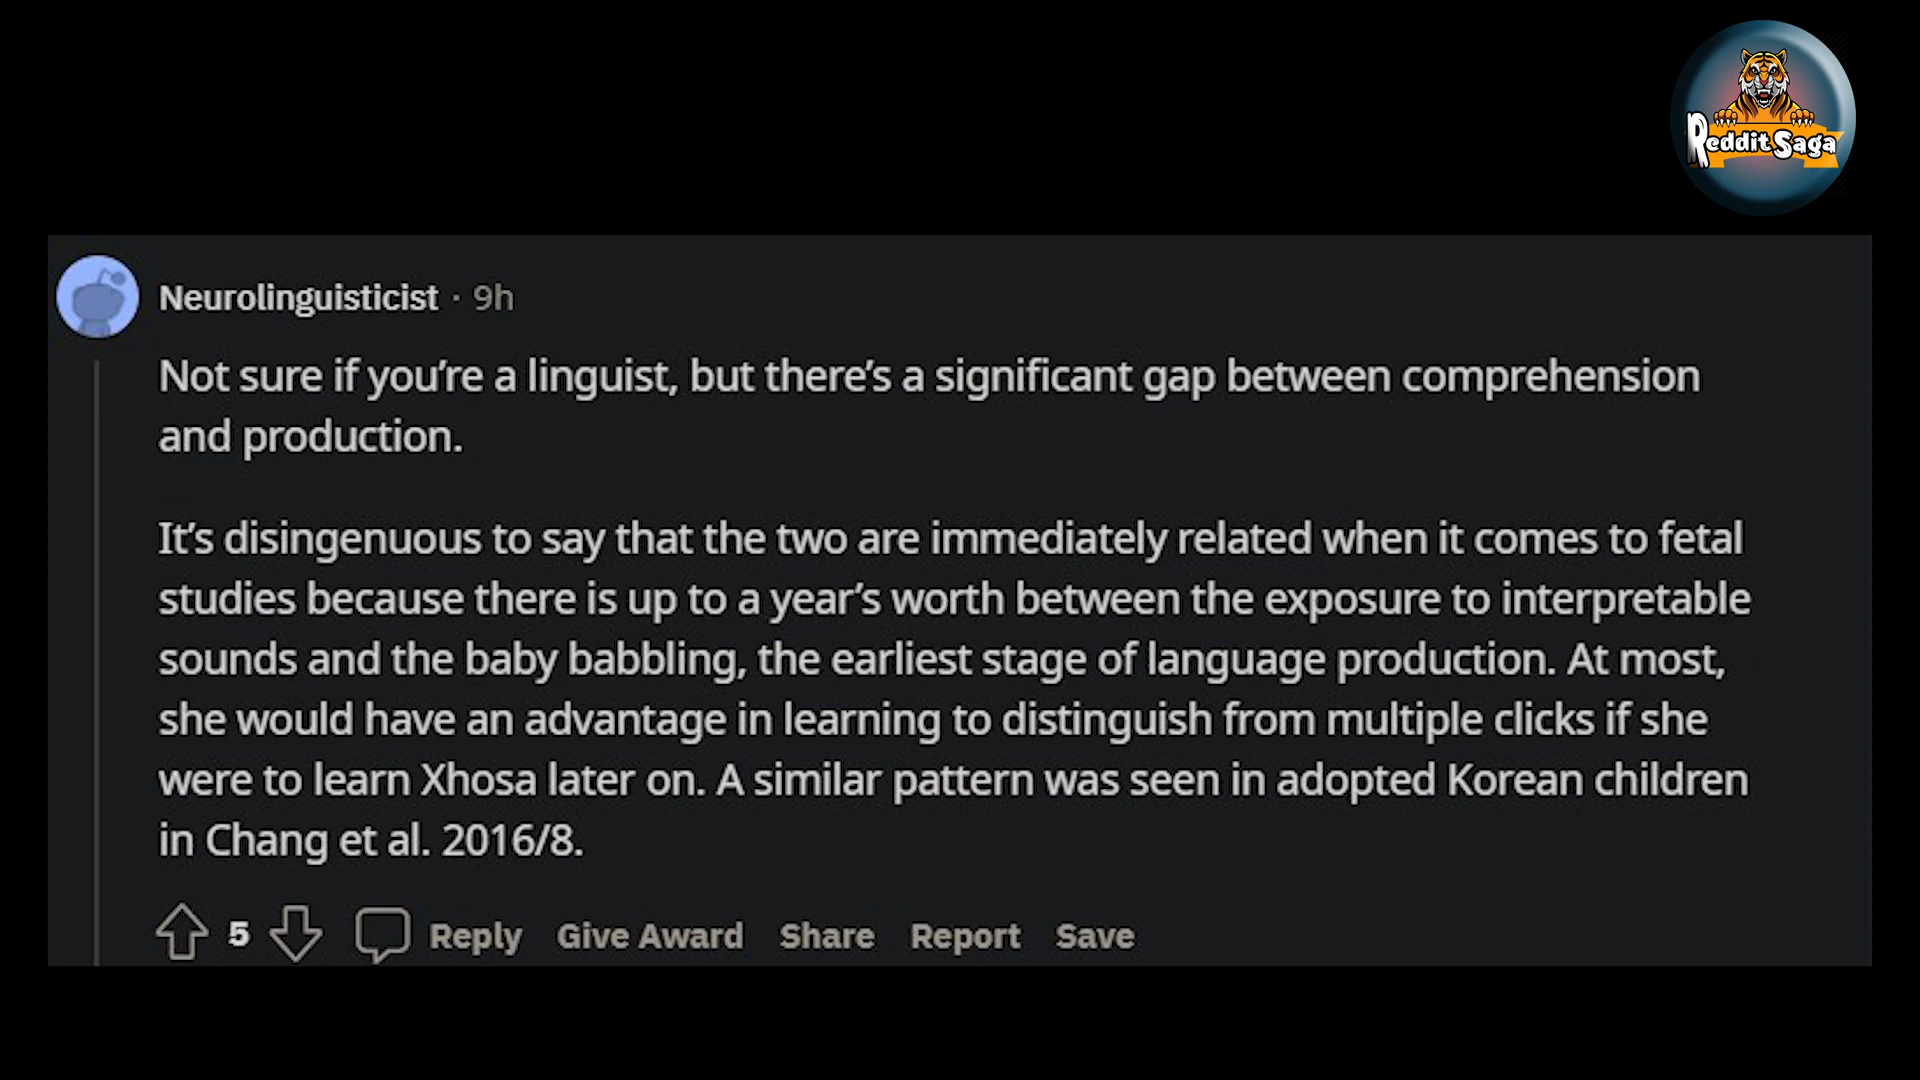 Reddit Saga
Neurolinguisticist · 9h
Not sure if you’re a linguist, but there’s a significant gap between comprehension
and production.
It’s disingenuous to say that the two are immediately related when it comes to fetal
studies because there is up to a year’s worth between the exposure to interpretable
sounds and the baby babbling, the earliest stage of language production. At most,
she would have an advantage in learning to distinguish from multiple clicks if she
were to learn Xhosa later on. A similar pattern was seen in adopted Korean children
in Chang et al. 2016/8.
5 Reply Give Award Share Report Save